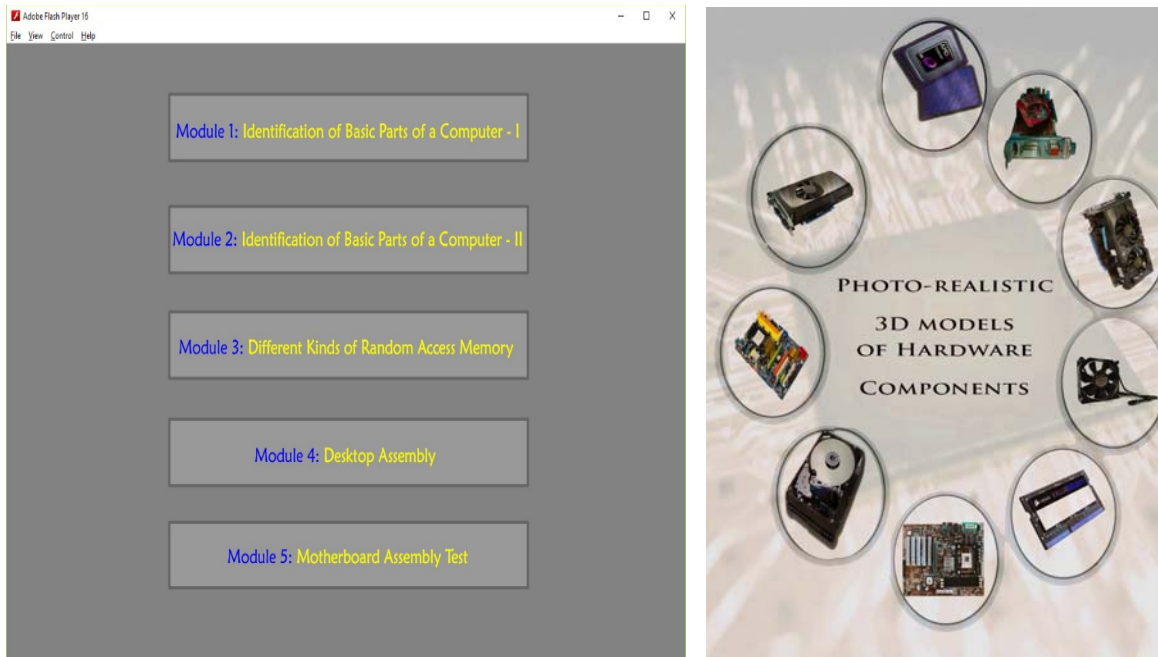 Adobe Flash Player 16
File View Control Help
Module 1: Identification of Basic Parts of a Computer - I
Module 2: Identification of Basic Parts of a Computer - II
Module 3: Different Kinds of Random Access Memory
Module 4: Desktop Assembly
Module 5: Motherboard Assembly Test
PHOTO-REALISTIC
3D MODELS
OF HARDWARE
COMPONENTS